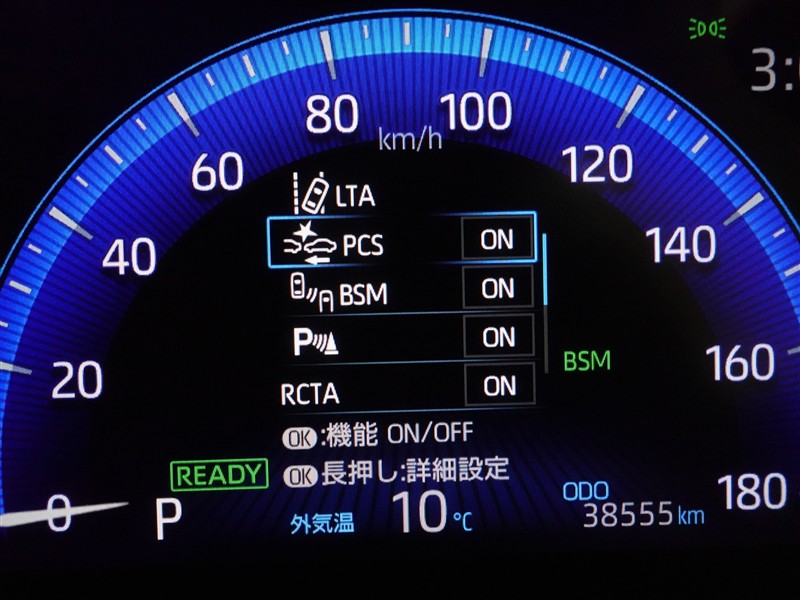 3:
80
100
km/h
60
120
LTA
40
PCS ON
140
BSM ON
P ON
BSM
160
20
RCTA ON
OK:機能 ON/OFF
READY
OK長押し:詳細設定
0
P
外気温 10℃
ODO
38555km
180